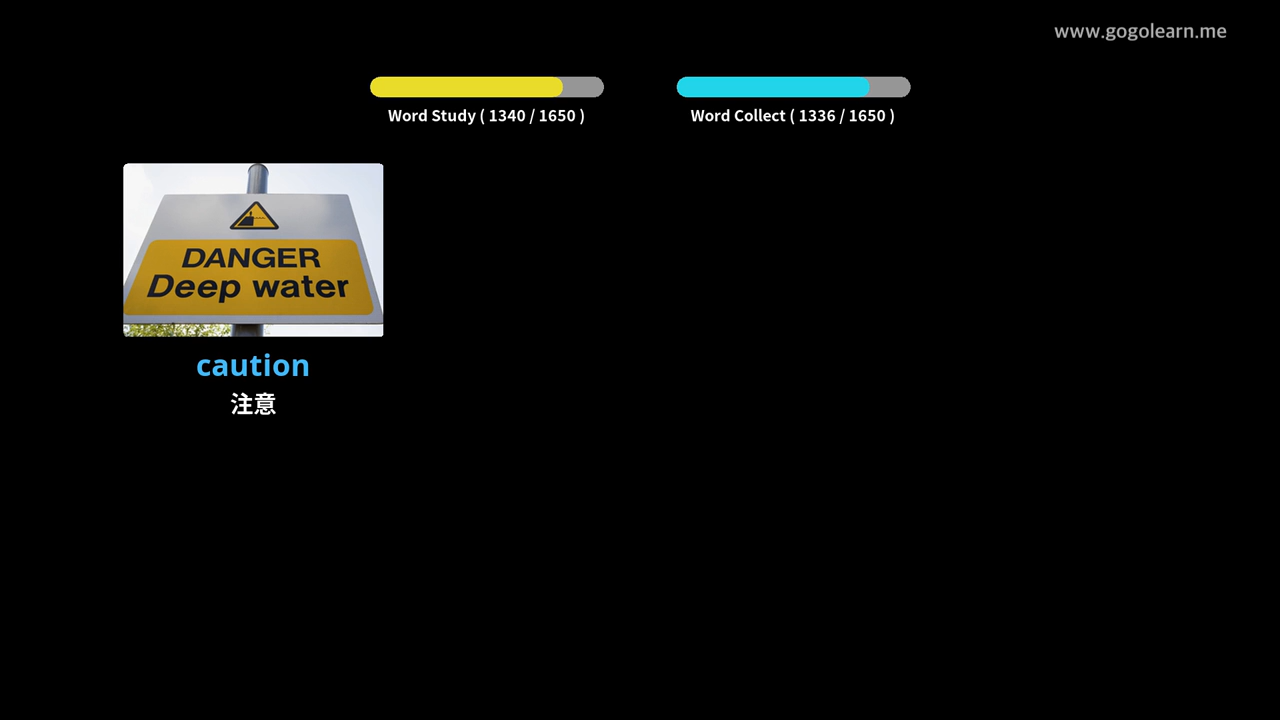 www.gogolearn.me
Word Study ( 1340 / 1650 )
Word Collect ( 1336 / 1650 )
DANGER
Deep water
caution
注意